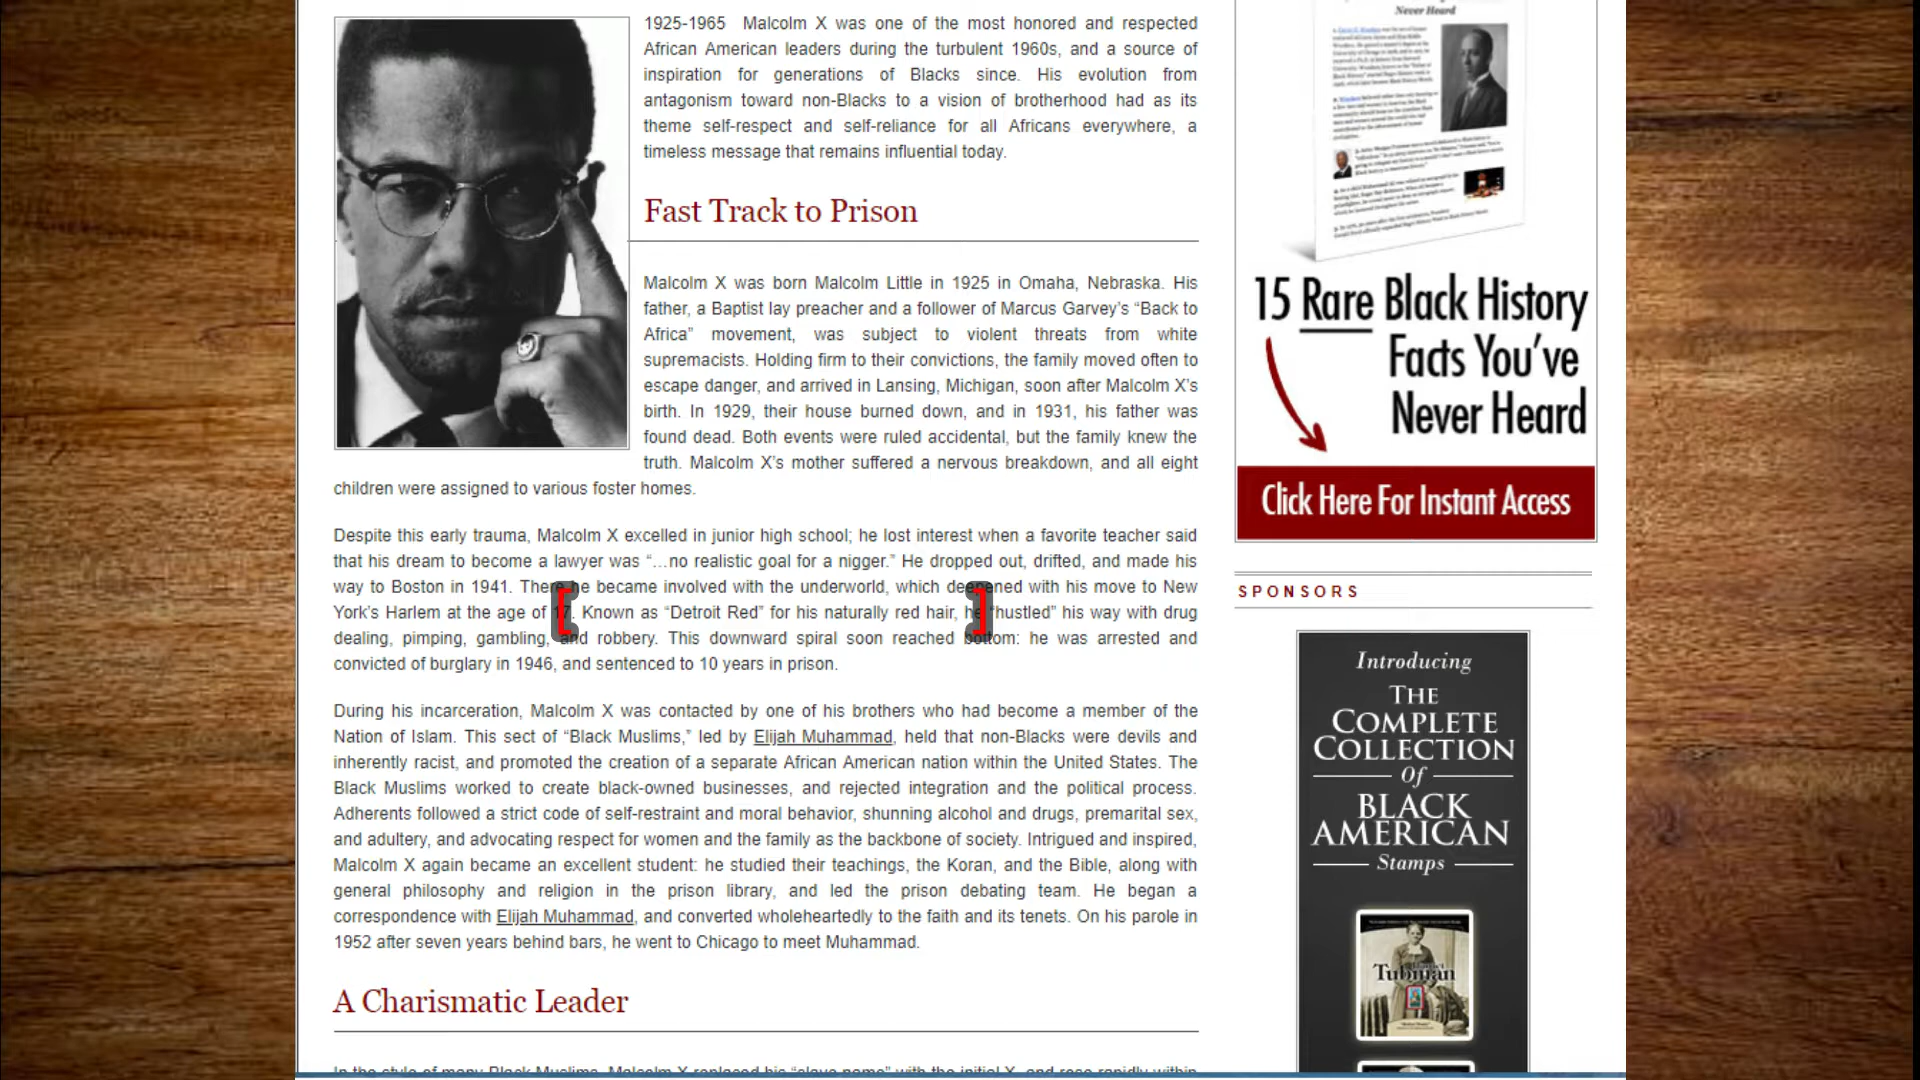 1925-1965 Malcolm X was one of the most honored and respected
African American leaders during the turbulent 1960s, and a source of
inspiration for generations of Blacks since. His evolution from
antagonism toward non-Blacks to a vision of brotherhood had as its
theme self-respect and self-reliance for all Africans everywhere, a
timeless message that remains influential today.
Fast Track to Prison
Malcolm X was born Malcolm Little in 1925 in Omaha, Nebraska. His
father, a Baptist lay preacher and a follower of Marcus Garvey’s “Back to
Africa” movement, was subject to violent threats from white
supremacists. Holding firm to their convictions, the family moved often to
escape danger, and arrived in Lansing, Michigan, soon after Malcolm X’s
birth. In 1929, their house burned down, and in 1931, his father was
found dead. Both events were ruled accidental, but the family knew the
truth. Malcolm X’s mother suffered a nervous breakdown, and all eight
children were assigned to various foster homes.
Despite this early trauma, Malcolm X excelled in junior high school; he lost interest when a favorite teacher said
that his dream to become a lawyer was “…no realistic goal for a nigger.” He dropped out, drifted, and made his
way to Boston in 1941. There he became involved with the underworld, which deepened with his move to New
York’s Harlem at the age of 17. Known as “Detroit Red” for his naturally red hair, he “hustled” his way with drug
dealing, pimping, gambling, and robbery. This downward spiral soon reached bottom: he was arrested and
convicted of burglary in 1946, and sentenced to 10 years in prison.
During his incarceration, Malcolm X was contacted by one of his brothers who had become a member of the
Nation of Islam. This sect of “Black Muslims,” led by Elijah Muhammad, held that non-Blacks were devils and
inherently racist, and promoted the creation of a separate African American nation within the United States. The
Black Muslims worked to create black-owned businesses, and rejected integration and the political process.
Adherents followed a strict code of self-restraint and moral behavior, shunning alcohol and drugs, premarital sex,
and adultery, and advocating respect for women and the family as the backbone of society. Intrigued and inspired,
Malcolm X again became an excellent student: he studied their teachings, the Koran, and the Bible, along with
general philosophy and religion in the prison library, and led the prison debating team. He began a
correspondence with Elijah Muhammad, and converted wholeheartedly to the faith and its tenets. On his parole in
1952 after seven years behind bars, he went to Chicago to meet Muhammad.
A Charismatic Leader
In the style of many Black Muslims, Malcolm X replaced his “slave name” with the initial X, and rose rapidly within
Never Heard
15 Rare Black History
Facts You’ve
Never Heard
Click Here For Instant Access
SPONSORS
Introducing
THE
COMPLETE
COLLECTION
Of
BLACK
AMERICAN
Stamps
Tubman